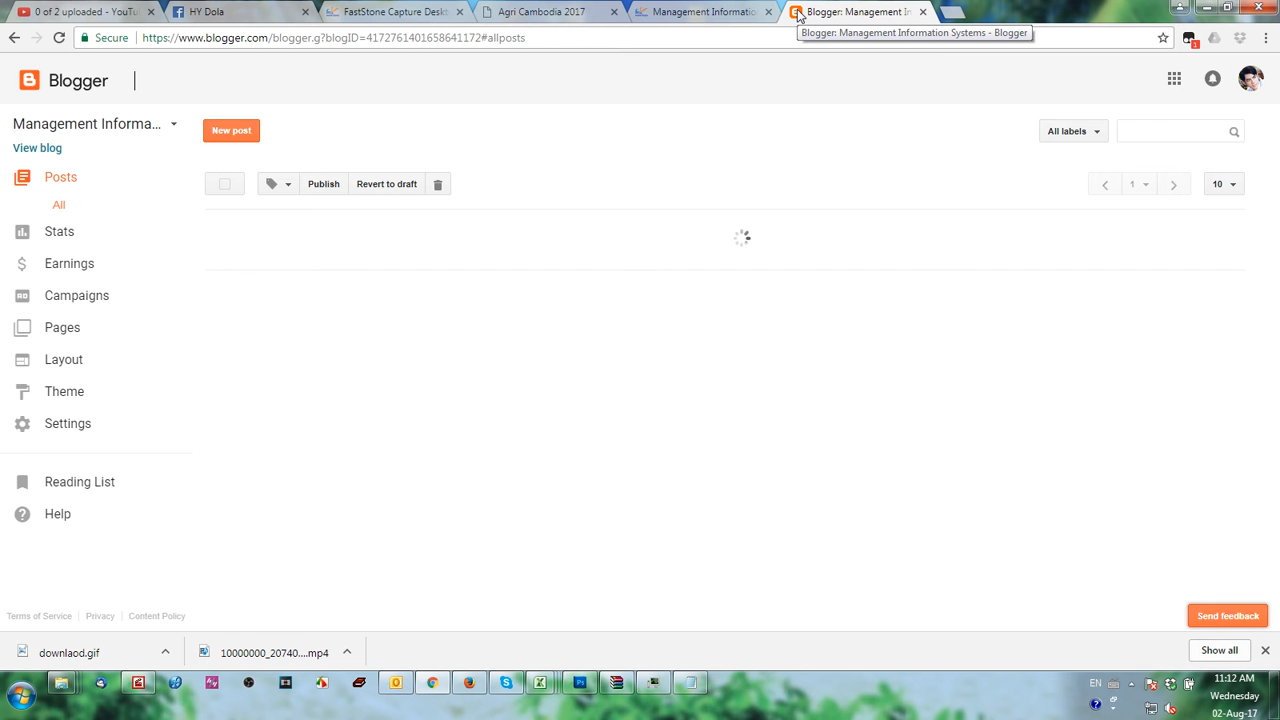 0 of 2 uploaded - YouTu
HY Dola
FastStone Capture Deskt
Agri Cambodia 2017
Management Informatio
Blogger: Management In
Secure
https://www.blogger.com/blogger.g?blogID=4172761401658641172#allposts
Blogger: Management Information Systems - Blogger
1
Blogger
Management Informa...
New post
All labels
View blog
Posts
Publish
Revert to draft
1
10
All
Stats
Earnings
Campaigns
Pages
Layout
Theme
Settings
Reading List
Help
Terms of Service
Privacy
Content Policy
Send feedback
downlaod.gif
10000000_20740....mp4
Show all
EN
11:12 AM
Wednesday
02-Aug-17